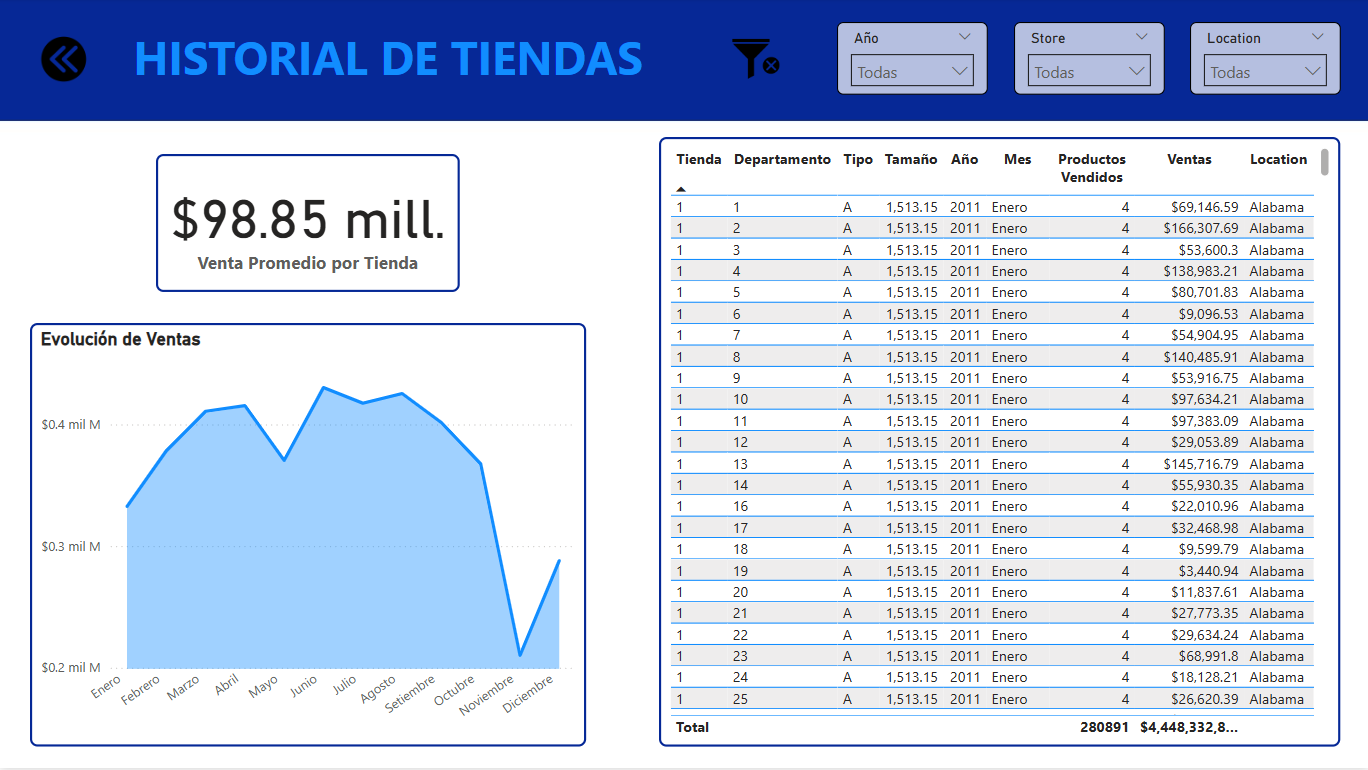 HISTORIAL DE TIENDAS
Año
Todas
Store
Todas
Location
Todas
$98.85 mill.
Venta Promedio por Tienda
Evolución de Ventas
$0.4 mil M
$0.3 mil M
$0.2 mil M
Enero Febrero Marzo Abril Mayo Junio Julio Agosto Setiembre Octubre Noviembre Diciembre
Tienda Departamento Tipo Tamaño Año Mes Productos Vendidos Ventas Location
1 1 A 1,513.15 2011 Enero 4 $69,146.59 Alabama
1 2 A 1,513.15 2011 Enero 4 $166,307.69 Alabama
1 3 A 1,513.15 2011 Enero 4 $53,600.3 Alabama
1 4 A 1,513.15 2011 Enero 4 $138,983.21 Alabama
1 5 A 1,513.15 2011 Enero 4 $80,701.83 Alabama
1 6 A 1,513.15 2011 Enero 4 $9,096.53 Alabama
1 7 A 1,513.15 2011 Enero 4 $54,904.95 Alabama
1 8 A 1,513.15 2011 Enero 4 $140,485.91 Alabama
1 9 A 1,513.15 2011 Enero 4 $53,916.75 Alabama
1 10 A 1,513.15 2011 Enero 4 $97,634.21 Alabama
1 11 A 1,513.15 2011 Enero 4 $97,383.09 Alabama
1 12 A 1,513.15 2011 Enero 4 $29,053.89 Alabama
1 13 A 1,513.15 2011 Enero 4 $145,716.79 Alabama
1 14 A 1,513.15 2011 Enero 4 $55,930.35 Alabama
1 16 A 1,513.15 2011 Enero 4 $22,010.96 Alabama
1 17 A 1,513.15 2011 Enero 4 $32,468.98 Alabama
1 18 A 1,513.15 2011 Enero 4 $9,599.79 Alabama
1 19 A 1,513.15 2011 Enero 4 $3,440.94 Alabama
1 20 A 1,513.15 2011 Enero 4 $11,837.61 Alabama
1 21 A 1,513.15 2011 Enero 4 $27,773.35 Alabama
1 22 A 1,513.15 2011 Enero 4 $29,634.24 Alabama
1 23 A 1,513.15 2011 Enero 4 $68,991.8 Alabama
1 24 A 1,513.15 2011 Enero 4 $18,128.21 Alabama
1 25 A 1,513.15 2011 Enero 4 $26,620.39 Alabama
Total 280891 $4,448,332,8...